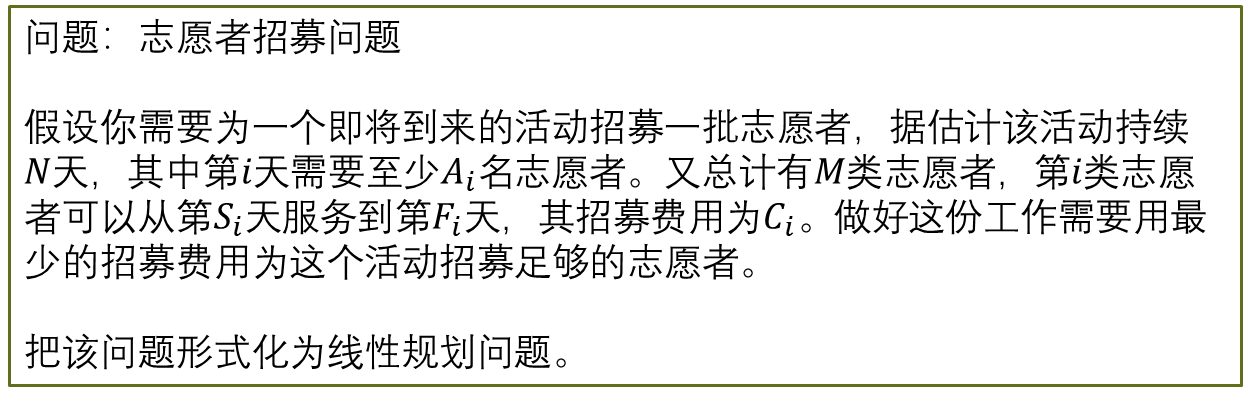 问题：志愿者招募问题
假设你需要为一个即将到来的活动招募一批志愿者，据估计该活动持续
N天，其中第i天需要至少A_i名志愿者。又总计有M类志愿者，第i类志愿
者可以从第S_i天服务到第F_i天，其招募费用为C_i。做好这份工作需要用最
少的招募费用为这个活动招募足够的志愿者。
把该问题形式化为线性规划问题。